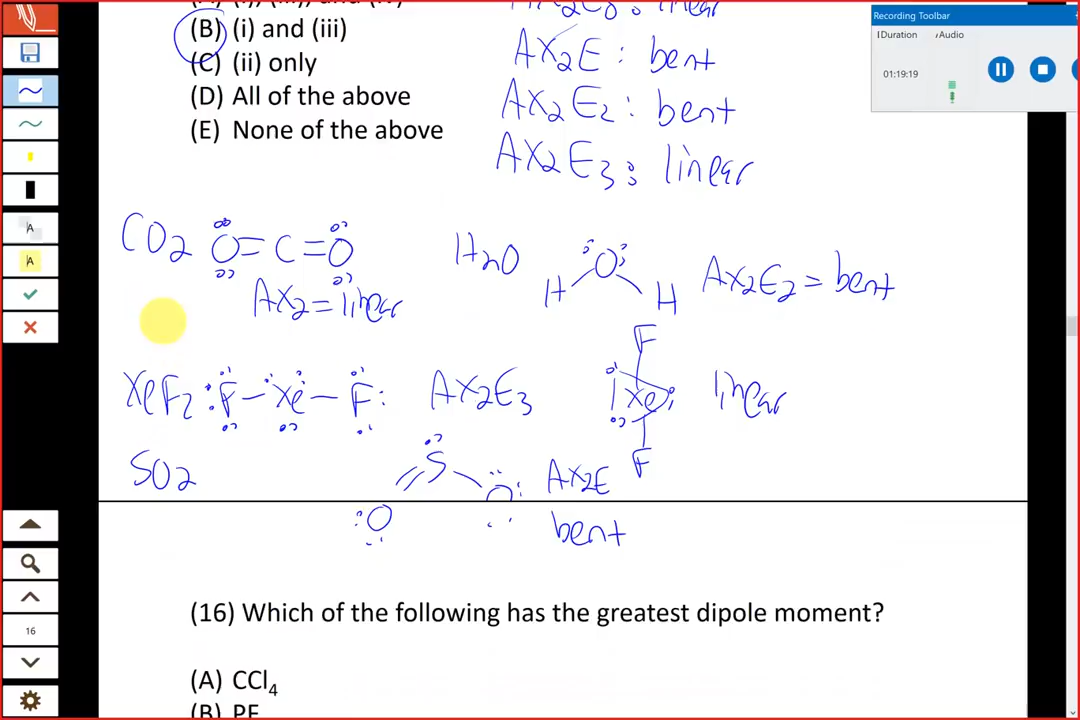 (B) (i) and (iii)
(C) (ii) only
(D) All of the above
(E) None of the above
AX2E : bent
AX2E2 : bent
AX2E3 : linear
Recording Toolbar
Duration
Audio
01:19:19
CO2 :O=C=O:
AX2 = linear
H2O
O
H H
AX2E2 = bent
XeF2 :F-Xe-F:
AX2E3
F
Xe
F
linear
SO2
S
:O O:
AX2E
bent
A
A
16
(16) Which of the following has the greatest dipole moment?
(A) CCl4
(B) PF